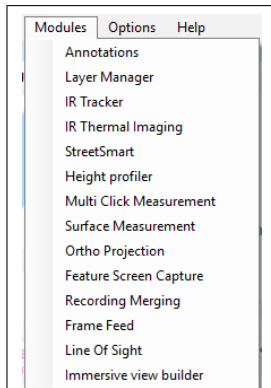 Modules Options Help
Annotations
Layer Manager
IR Tracker
IR Thermal Imaging
StreetSmart
Height profiler
Multi Click Measurement
Surface Measurement
Ortho Projection
Feature Screen Capture
Recording Merging
Frame Feed
Line Of Sight
Immersive view builder